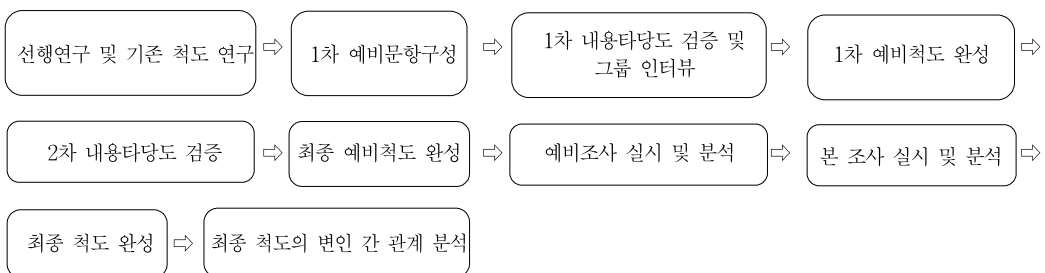 선행연구 및 기존 척도 연구 ⇨ 1차 예비문항구성 ⇨ 1차 내용타당도 검증 및 그룹 인터뷰 ⇨ 1차 예비척도 완성 ⇨
2차 내용타당도 검증 ⇨ 최종 예비척도 완성 ⇨ 예비조사 실시 및 분석 ⇨ 본 조사 실시 및 분석 ⇨
최종 척도 완성 ⇨ 최종 척도의 변인 간 관계 분석